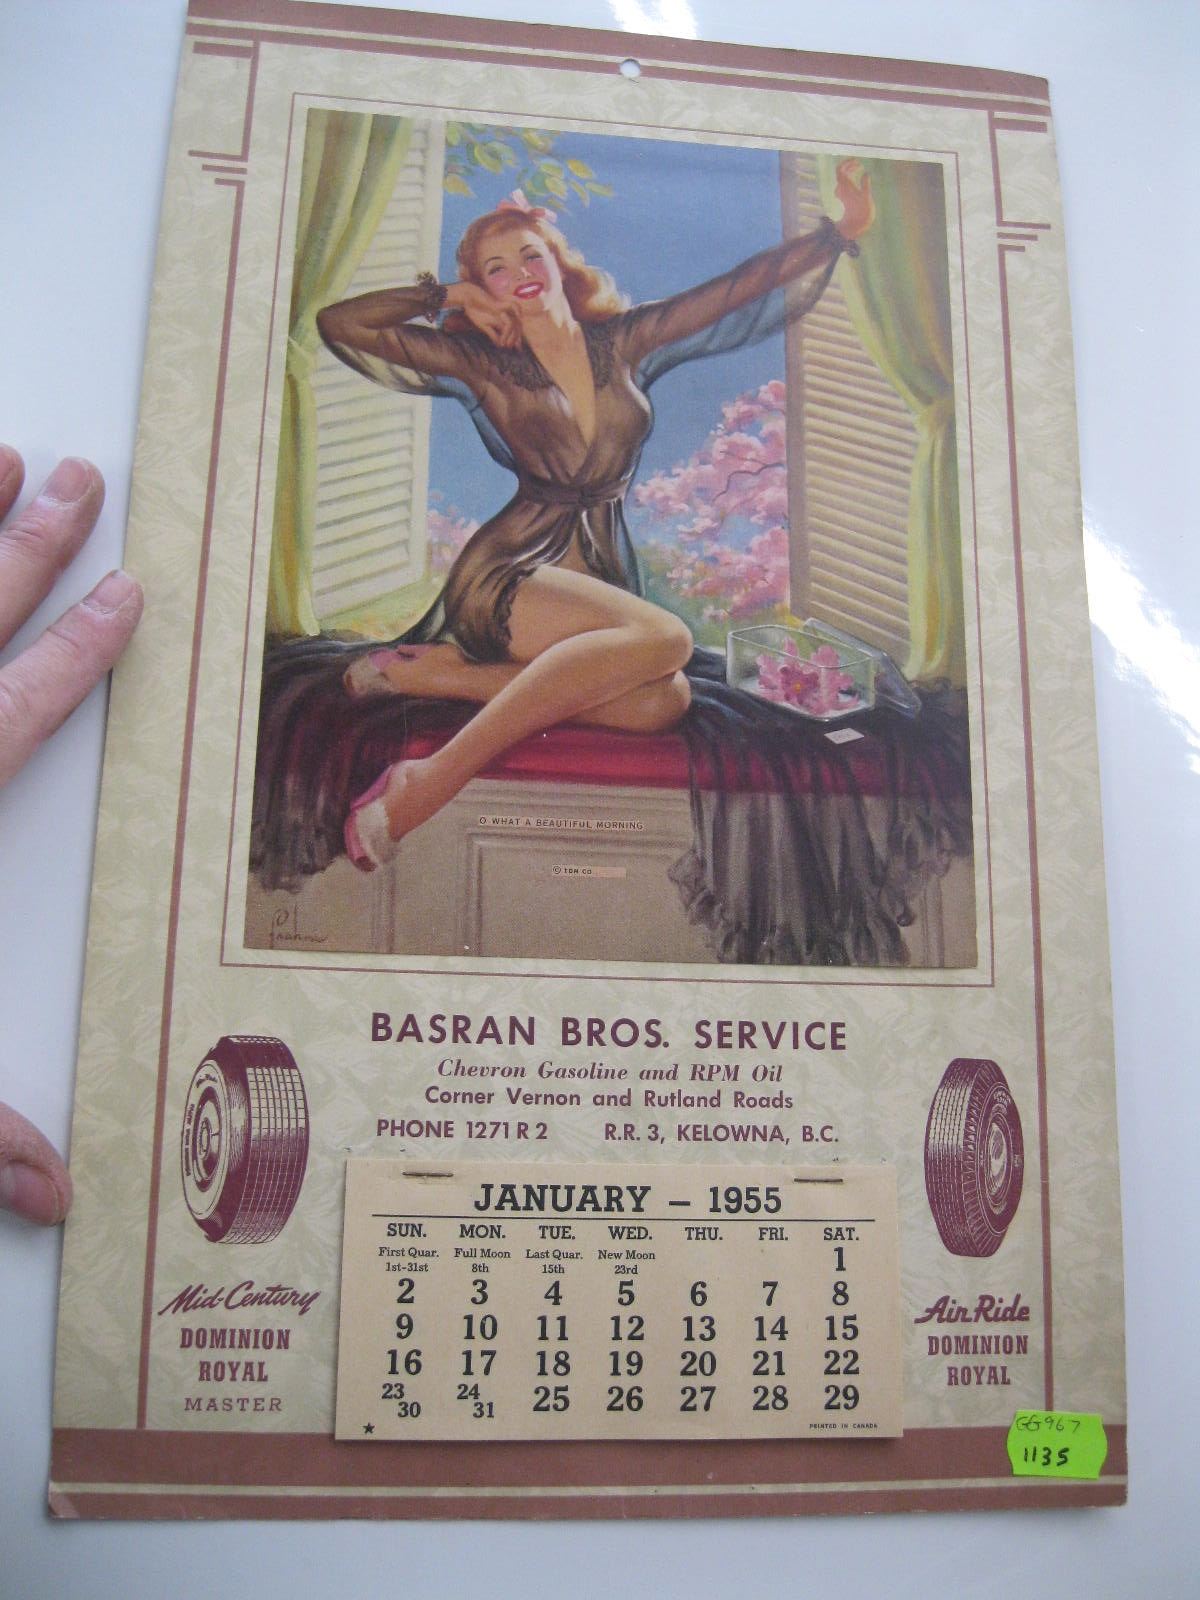 O WHAT A BEAUTIFUL MORNING
© TDM CO
BASRAN BROS. SERVICE
Chevron Gasoline and RPM Oil
Corner Vernon and Rutland Roads
PHONE 1271 R 2 R.R. 3, KELOWNA, B.C.
Mid-Century
DOMINION
ROYAL
MASTER
JANUARY – 1955
SUN. MON. TUE. WED. THU. FRI. SAT.
First Quar. 1st-31st Full Moon 8th Last Quar. 15th New Moon 23rd 1
2 3 4 5 6 7 8
9 10 11 12 13 14 15
16 17 18 19 20 21 22
23 30 24 31 25 26 27 28 29
★ PRINTED IN CANADA
Air Ride
DOMINION
ROYAL
GG967
1135